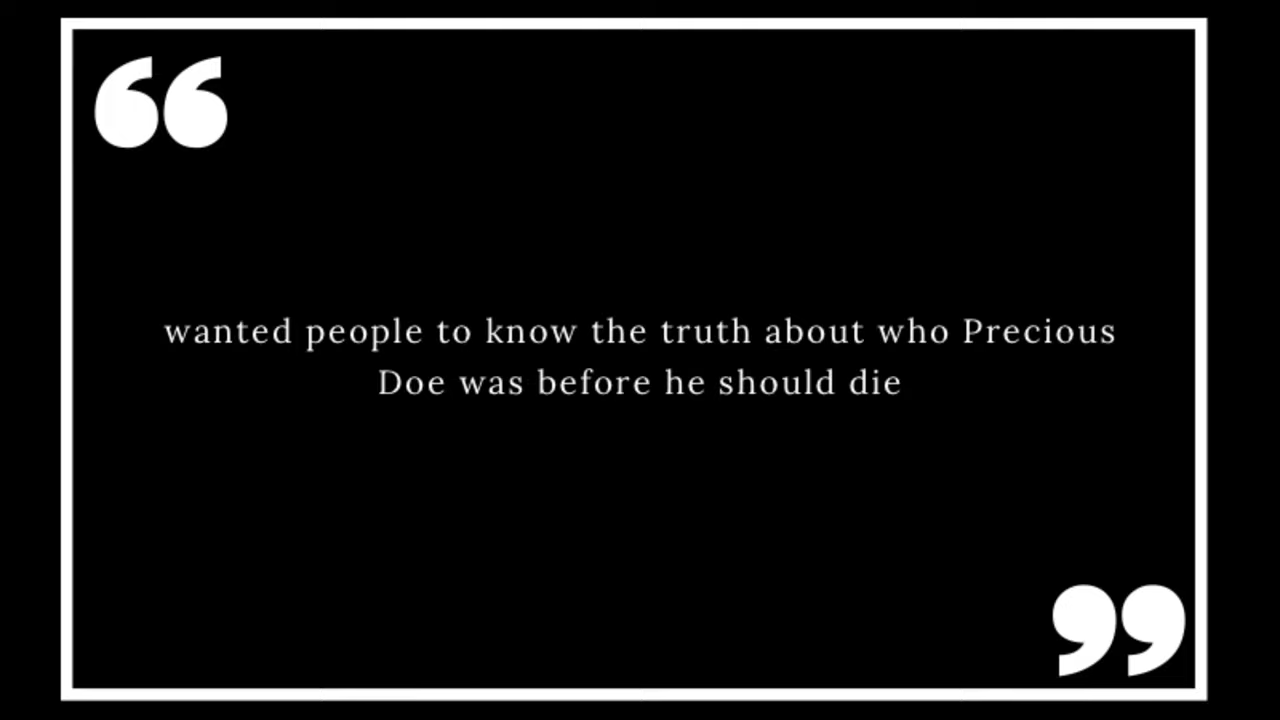 “
wanted people to know the truth about who Precious
Doe was before he should die
”